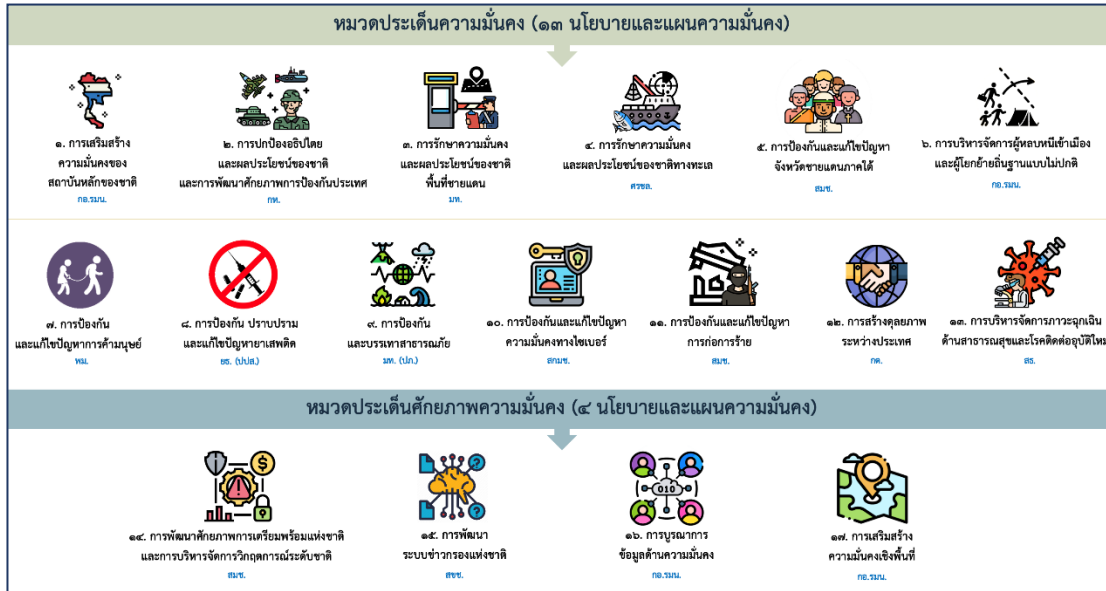 หมวดประเด็นความมั่นคง (๑๓ นโยบายและแผนความมั่นคง)
๑. การเสริมสร้าง
ความมั่นคงของ
สถาบันหลักของชาติ
กอ.รมน.
๒. การปกป้องอธิปไตย
และผลประโยชน์ของชาติ
และการพัฒนาศักยภาพการป้องกันประเทศ
กห.
๓. การรักษาความมั่นคง
และผลประโยชน์ของชาติ
พื้นที่ชายแดน
มท.
๔. การรักษาความมั่นคง
และผลประโยชน์ของชาติทางทะเล
ศรชล.
๕. การป้องกันและแก้ไขปัญหา
จังหวัดชายแดนภาคใต้
สมช.
๖. การบริหารจัดการผู้หลบหนีเข้าเมือง
และผู้โยกย้ายถิ่นฐานแบบไม่ปกติ
กอ.รมน.
๗. การป้องกัน
และแก้ไขปัญหาการค้ามนุษย์
พม.
๘. การป้องกัน ปราบปราม
และแก้ไขปัญหายาเสพติด
ยธ. (ปปส.)
๙. การป้องกัน
และบรรเทาสาธารณภัย
มท. (ปภ.)
๑๐. การป้องกันและแก้ไขปัญหา
ความมั่นคงทางไซเบอร์
สกมช.
๑๑. การป้องกันและแก้ไขปัญหา
การก่อการร้าย
สมช.
๑๒. การสร้างดุลยภาพ
ระหว่างประเทศ
กต.
๑๓. การบริหารจัดการภาวะฉุกเฉิน
ด้านสาธารณสุขและโรคติดต่ออุบัติใหม่
สธ.
หมวดประเด็นศักยภาพความมั่นคง (๔ นโยบายและแผนความมั่นคง)
๑๔. การพัฒนาศักยภาพการเตรียมพร้อมแห่งชาติ
และการบริหารจัดการวิกฤตการณ์ระดับชาติ
สมช.
๑๕. การพัฒนา
ระบบข่าวกรองแห่งชาติ
สขช.
010
๑๖. การบูรณาการ
ข้อมูลด้านความมั่นคง
กอ.รมน.
๑๗. การเสริมสร้าง
ความมั่นคงเชิงพื้นที่
กอ.รมน.